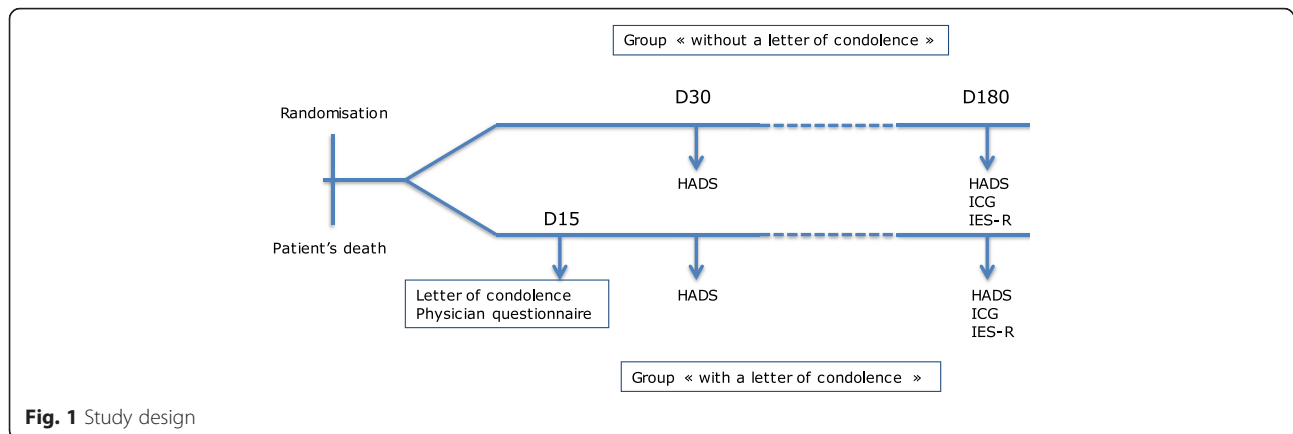 Group « without a letter of condolence »
D30
D180
Randomisation
HADS
HADS
ICG
IES-R
D15
Patient's death
Letter of condolence
Physician questionnaire
HADS
HADS
ICG
IES-R
Group « with a letter of condolence »
Fig. 1 Study design